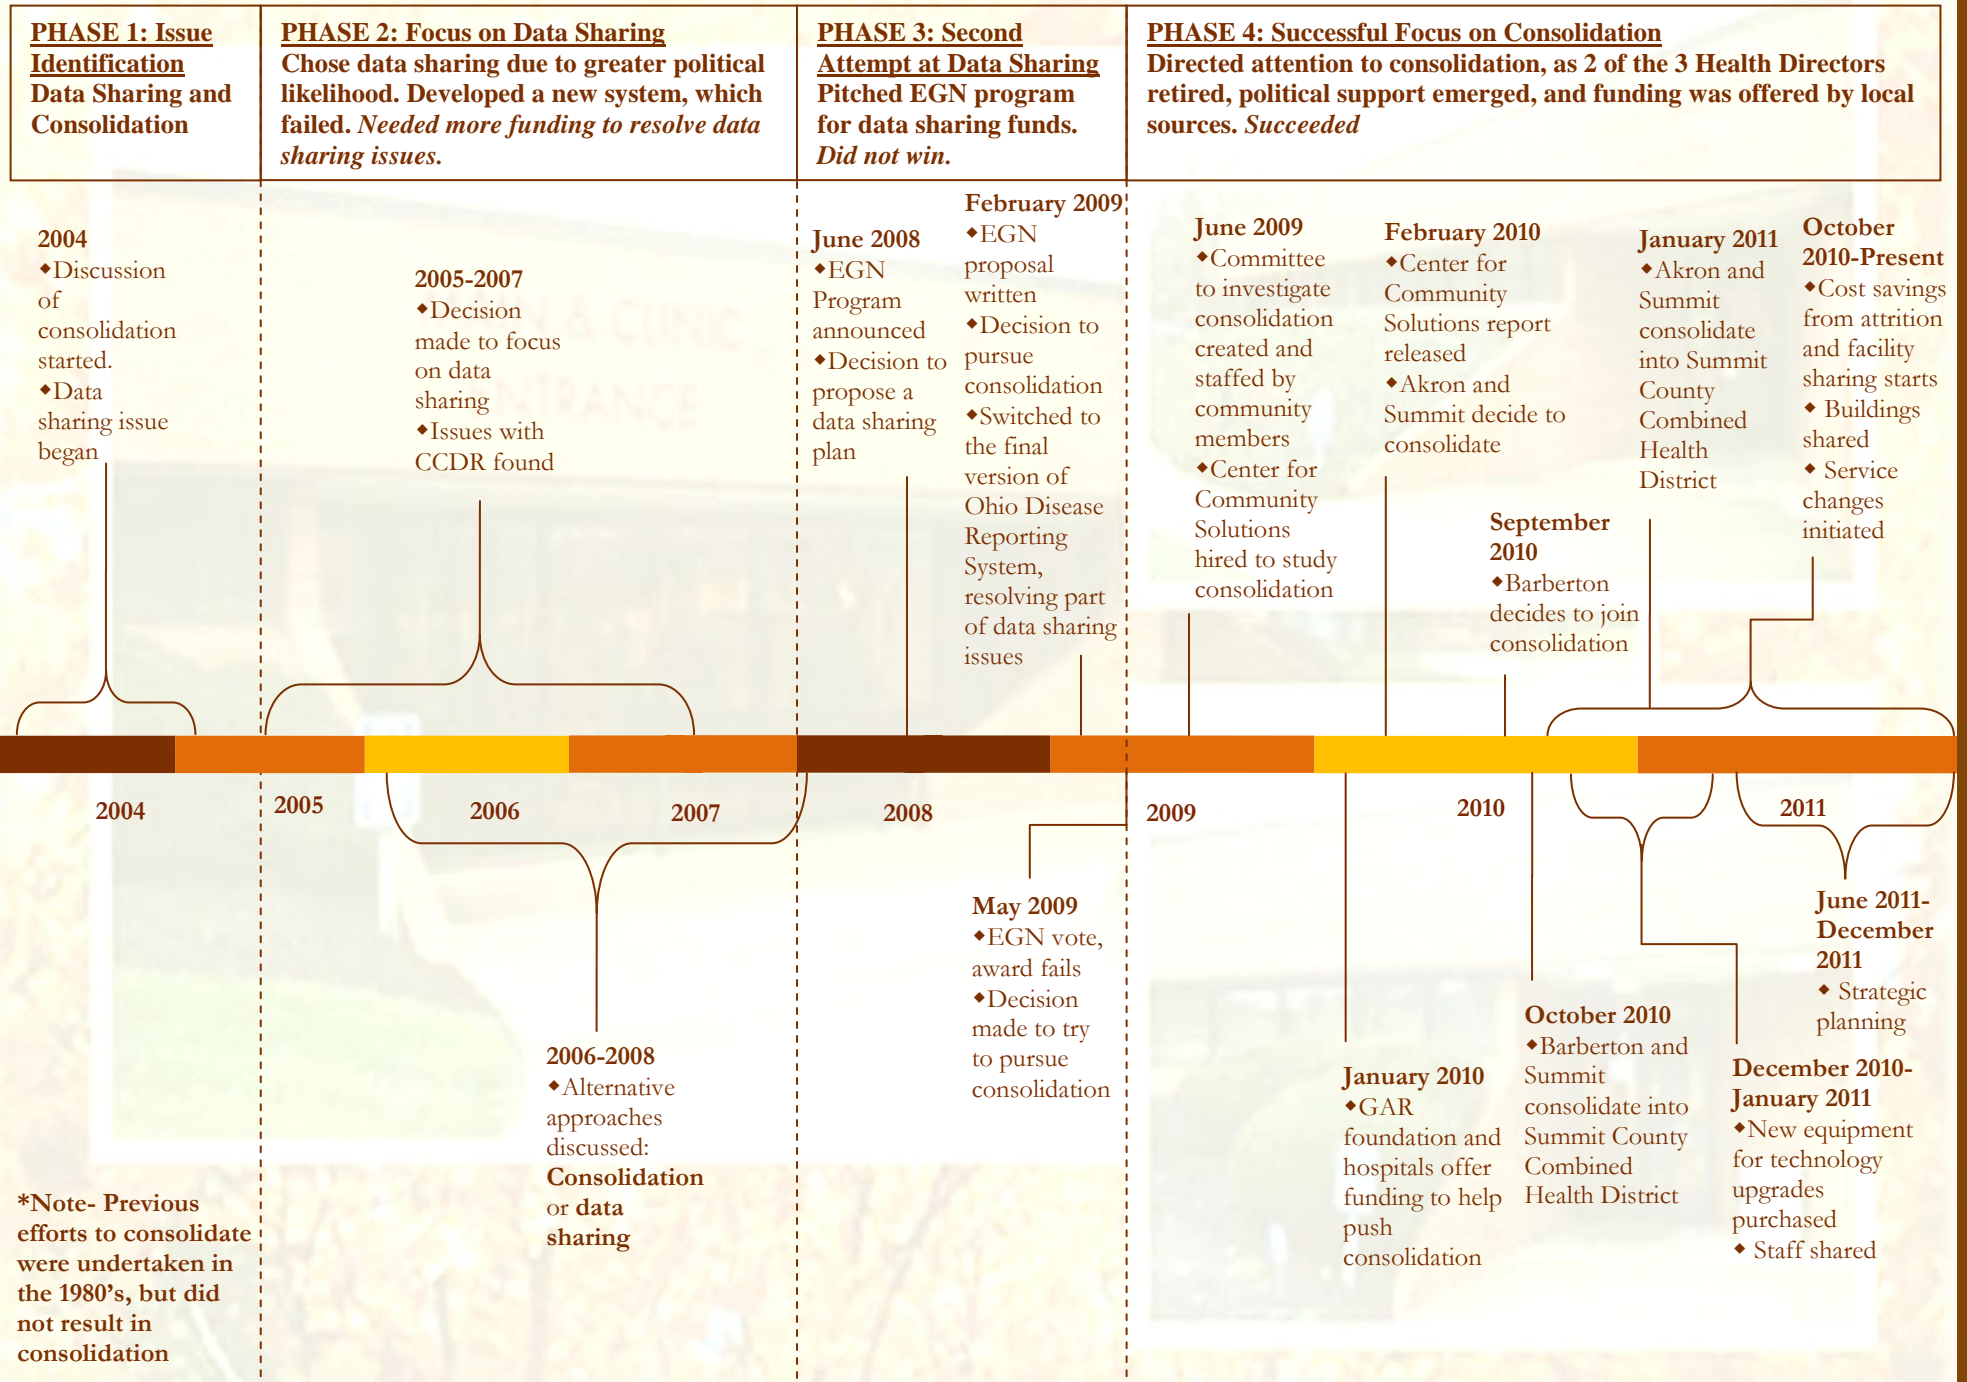 PHASE 1: Issue
Identification
Data Sharing and
Consolidation
PHASE 2: Focus on Data Sharing
Chose data sharing due to greater political
likelihood. Developed a new system, which
failed. Needed more funding to resolve data
sharing issues.
PHASE 3: Second
Attempt at Data Sharing
Pitched EGN program
for data sharing funds.
Did not win.
PHASE 4: Successful Focus on Consolidation
Directed attention to consolidation, as 2 of the 3 Health Directors
retired, political support emerged, and funding was offered by local
sources. Succeeded
2004
◆Discussion
of
consolidation
started.
◆Data
sharing issue
began
2005-2007
◆Decision
made to focus
on data
sharing
◆Issues with
CCDR found
June 2008
◆EGN
Program
announced
◆Decision to
propose a
data sharing
plan
February 2009
◆EGN
proposal
written
◆Decision to
pursue
consolidation
◆Switched to
the final
version of
Ohio Disease
Reporting
System,
resolving part
of data sharing
issues
June 2009
◆Committee
to investigate
consolidation
created and
staffed by
community
members
◆Center for
Community
Solutions
hired to study
consolidation
February 2010
◆Center for
Community
Solutions report
released
◆Akron and
Summit decide to
consolidate
September
2010
◆Barberton
decides to join
consolidation
January 2011
◆Akron and
Summit
consolidate
into Summit
County
Combined
Health
District
October
2010-Present
◆Cost savings
from attrition
and facility
sharing starts
◆ Buildings
shared
◆ Service
changes
initiated
& CLINIC
ENTRANCE
2004
2005
2006
2007
2008
2009
2010
2011
2006-2008
◆Alternative
approaches
discussed:
Consolidation
or data
sharing
May 2009
◆EGN vote,
award fails
◆Decision
made to try
to pursue
consolidation
January 2010
◆GAR
foundation and
hospitals offer
funding to help
push
consolidation
October 2010
◆Barberton and
Summit
consolidate into
Summit County
Combined
Health District
December 2010-
January 2011
◆New equipment
for technology
upgrades
purchased
◆ Staff shared
June 2011-
December
2011
◆ Strategic
planning
*Note- Previous
efforts to consolidate
were undertaken in
the 1980's, but did
not result in
consolidation